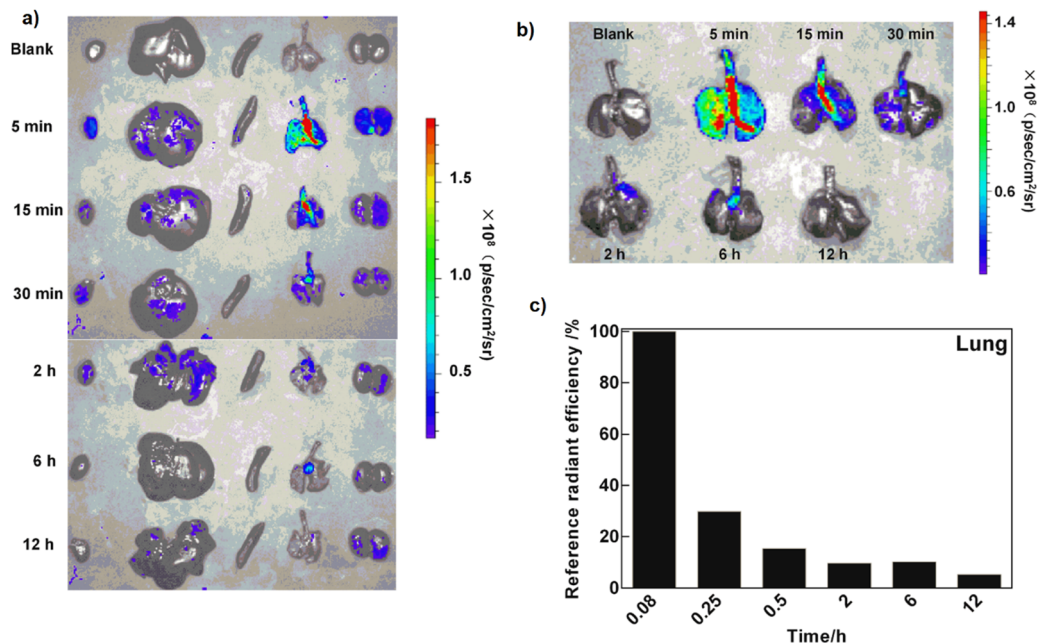 a)
Blank
5 min
15 min
30 min
2 h
6 h
12 h
1.5
1.0
0.5
×10⁸ (p/sec/cm²/sr)
b)
Blank 5 min 15 min 30 min
2 h 6 h 12 h
1.4
1.0
0.6
×10⁸ (p/sec/cm²/sr)
c)
Lung
Reference radiant efficiency /%
100
80
60
40
20
0
0.08 0.25 0.5 2 6 12
Time/h